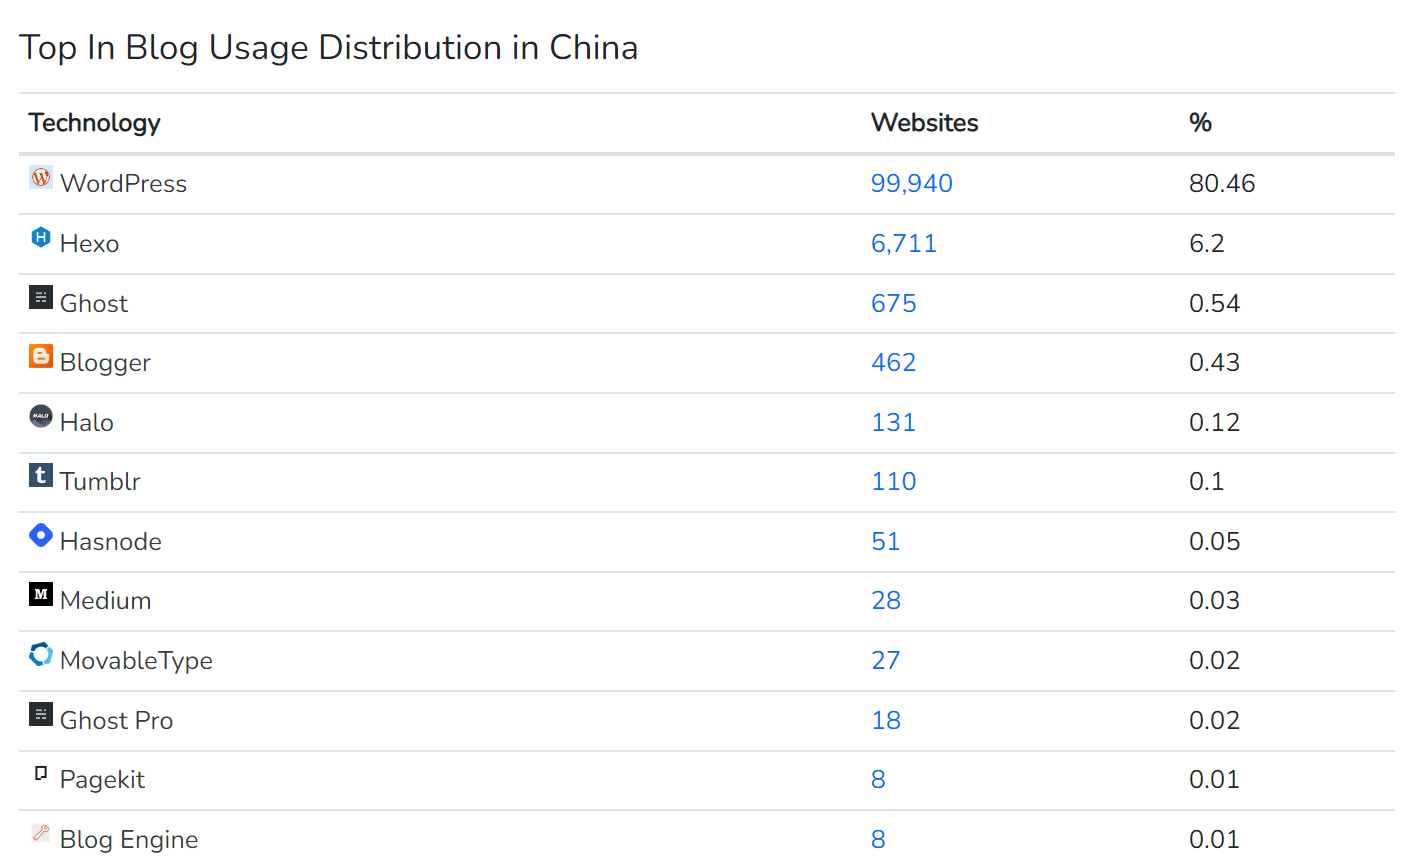 Top In Blog Usage Distribution in China
Technology Websites %
WordPress 99,940 80.46
Hexo 6,711 6.2
Ghost 675 0.54
Blogger 462 0.43
Halo 131 0.12
Tumblr 110 0.1
Hasnode 51 0.05
Medium 28 0.03
MovableType 27 0.02
Ghost Pro 18 0.02
Pagekit 8 0.01
Blog Engine 8 0.01